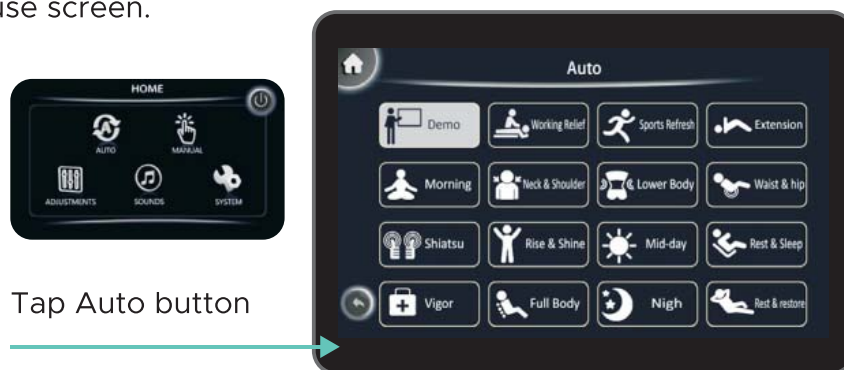 use screen.
HOME
AUTO MANUAL
ADJUSTMENTS SOUNDS SYSTEM
Tap Auto button
Auto
Demo Working Relief Sports Refresh Extension
Morning Neck & Shoulder Lower Body Waist & hip
Shiatsu Rise & Shine Mid-day Rest & Sleep
Vigor Full Body Nigh Rest & restore